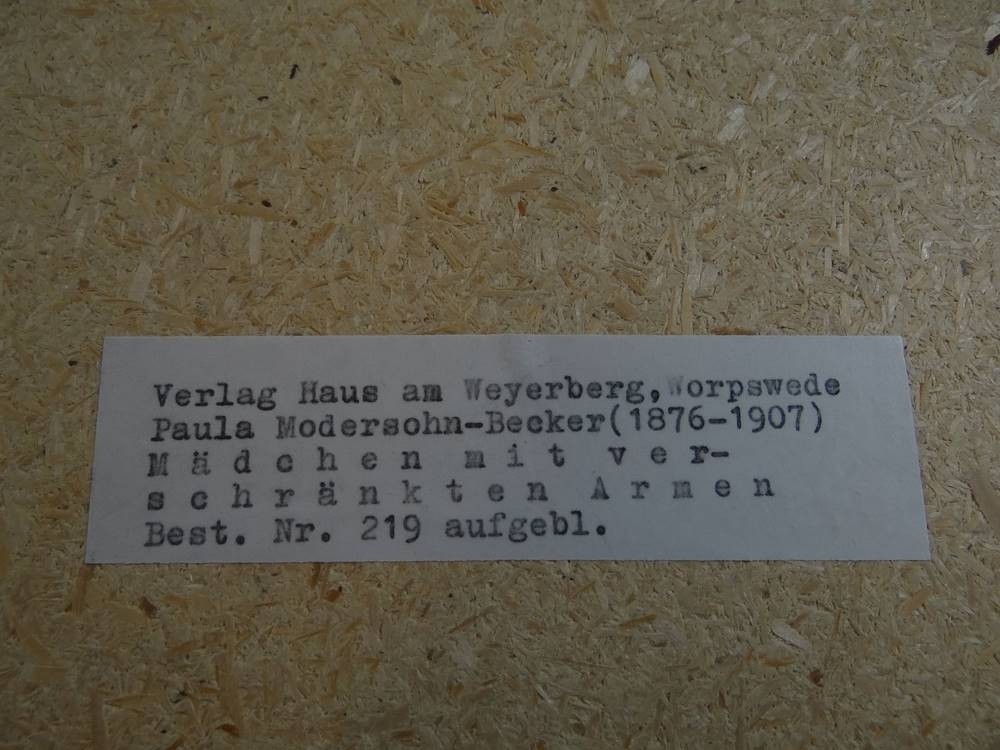 Verlag Haus am Weyerberg,Worpswede
Paula Modersohn-Becker(1876-1907)
M ä d c h e n m i t v e r-
s c h r ä n k t e n A r m e n
Best. Nr. 219 aufgebl.